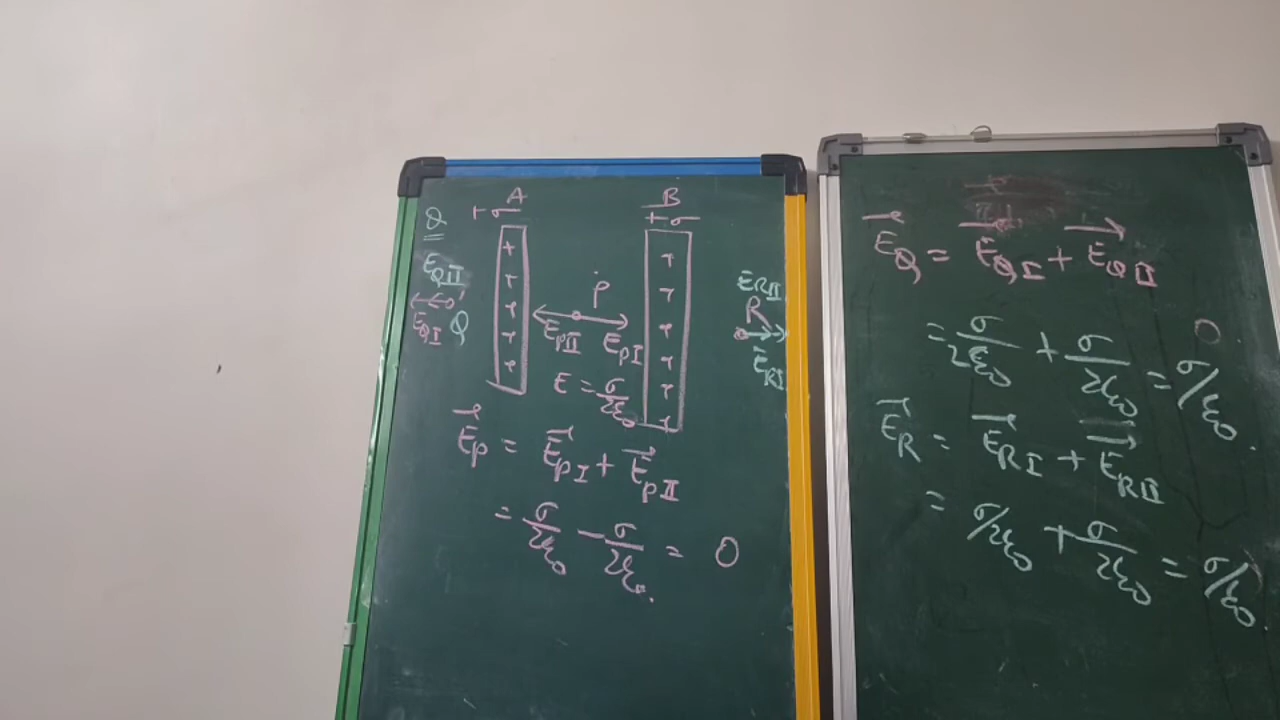 A
+σ
B
+σ
Q
E_QII
E_QI
Q
P
E_PII
E_PI
E = σ/2ε₀
E_RII
R
E_RI
E⃗_P = E⃗_PI + E⃗_PII
= σ/2ε₀ − σ/2ε₀ = 0
E⃗_Q = E⃗_QI + E⃗_QII
= σ/2ε₀ + σ/2ε₀ = σ/ε₀.
E⃗_R = E⃗_RI + E⃗_RII
= σ/2ε₀ + σ/2ε₀ = σ/ε₀.